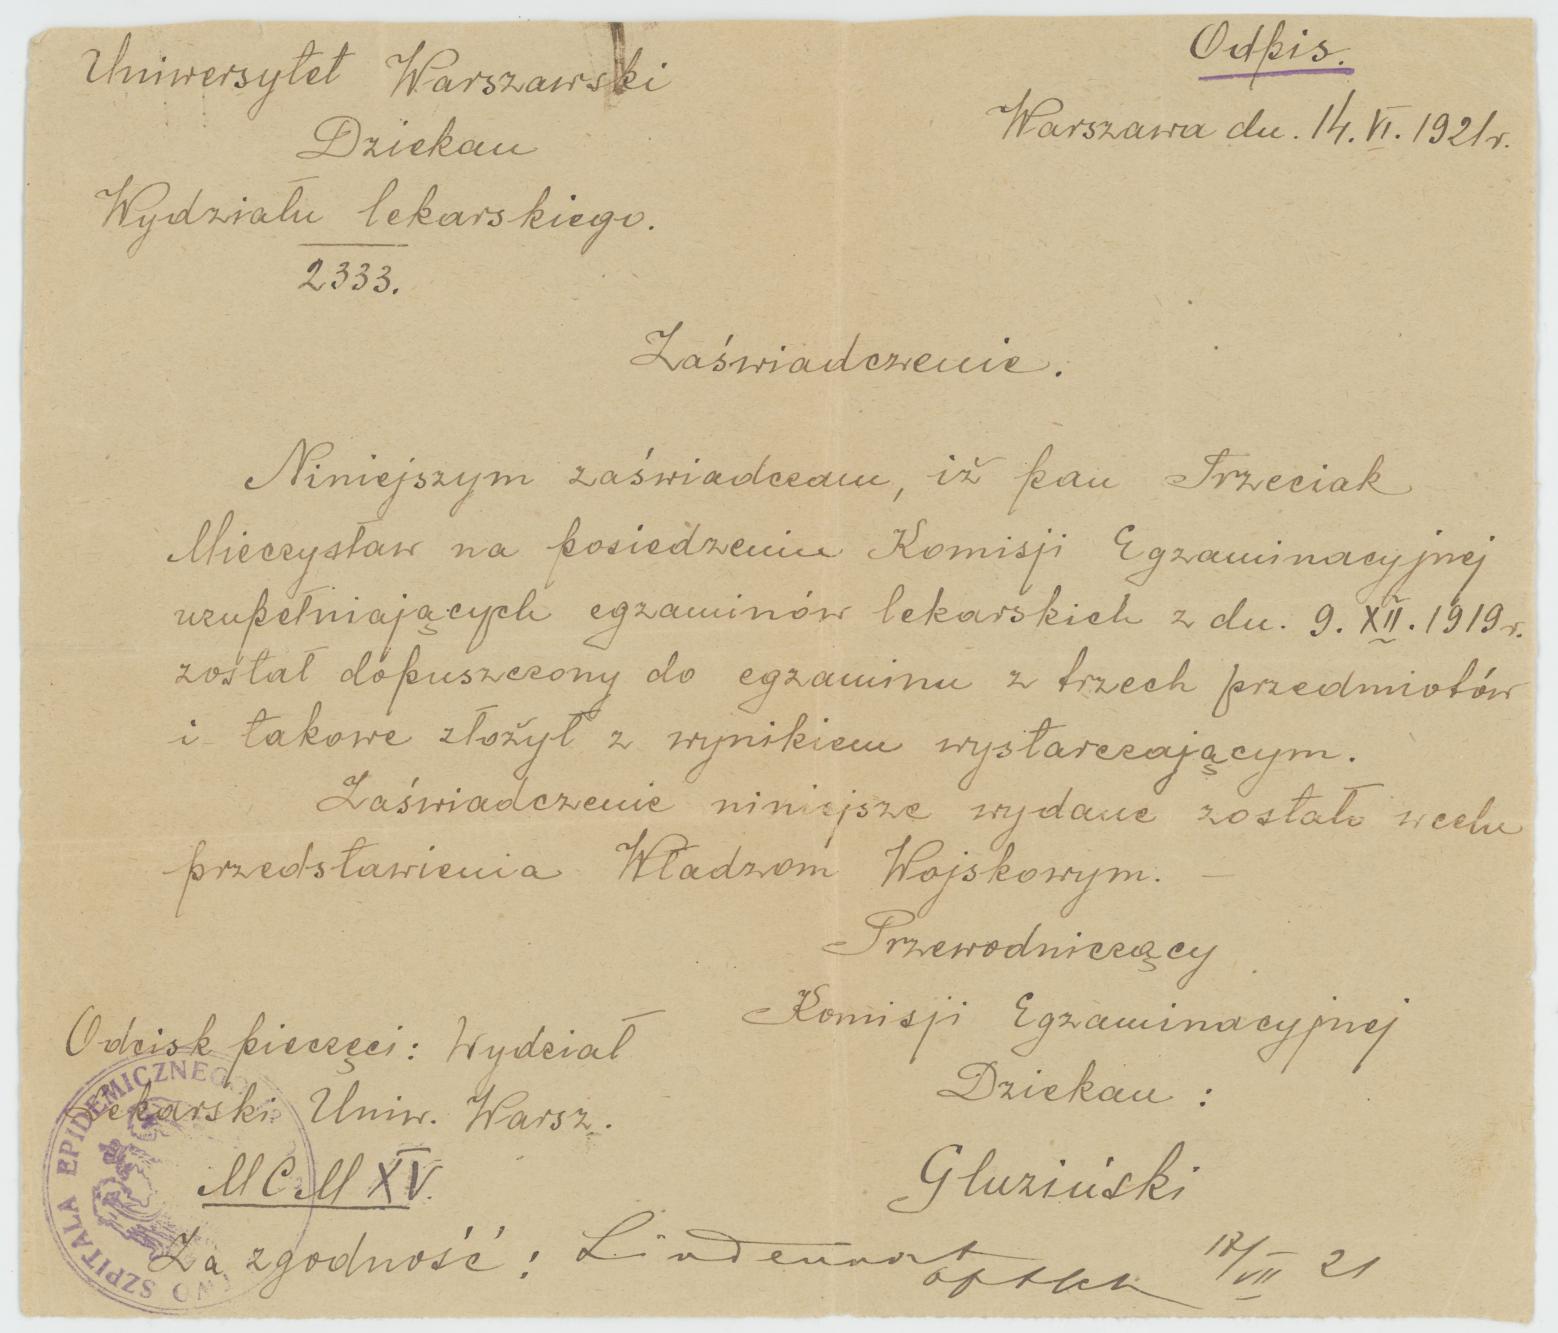 Odpis.
Uniwersytet Warszawski
Dziekan
Wydziału lekarskiego.
2333.
Warszawa dn. 14. VI. 1921 r.
Zaświadczenie.
Niniejszym zaświadczam, iż pan Trzeciak
Mieczysław na posiedzeniu Komisji Egzaminacyjnej
uzupełniających egzaminów lekarskich z dn. 9. XII. 1919 r.
został dopuszczony do egzaminu z trzech przedmiotów
i takowe złożył z wynikiem wystarczającym.
Zaświadczenie niniejsze wydane zostało w celu
przedstawienia Władzom Wojskowym. —
Przewodniczący
Komisji Egzaminacyjnej
Dziekan :
Gluziński
Odcisk pieczęci: Wydział
Lekarski Uniw. Warsz.
MCMXV.
Za zgodność :
17/VII 21
SZPITALA EPIDEMICZNEGO